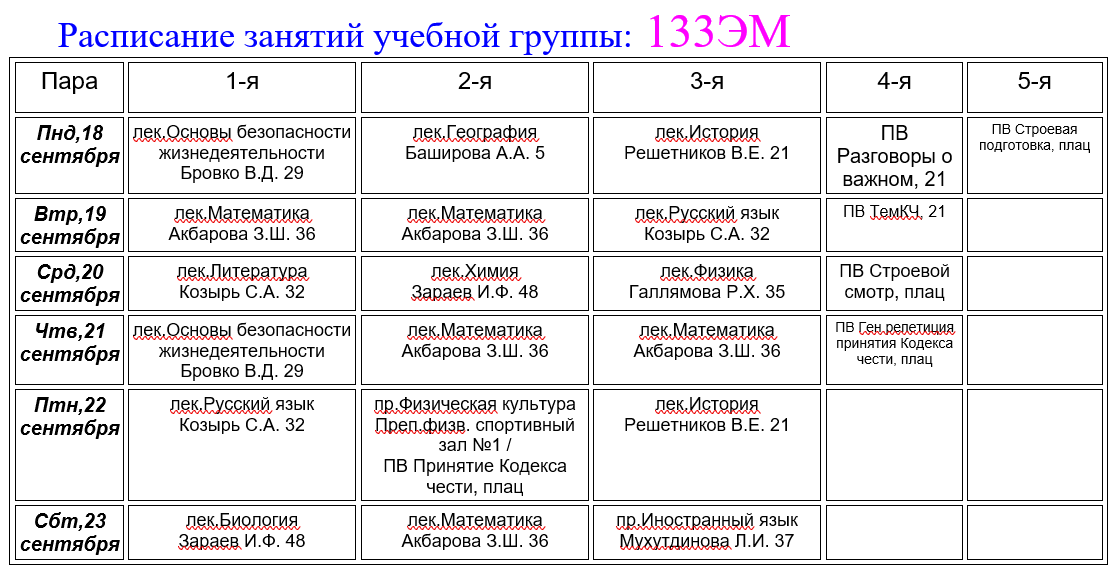 Расписание занятий учебной группы: 133ЭМ
Пара 1-я 2-я 3-я 4-я 5-я
Пнд,18
сентября
лек.Основы безопасности
жизнедеятельности
Бровко В.Д. 29
лек.География
Баширова А.А. 5
лек.История
Решетников В.Е. 21
ПВ
Разговоры о
важном, 21
ПВ Строевая
подготовка, плац
Втр,19
сентября
лек.Математика
Акбарова З.Ш. 36
лек.Математика
Акбарова З.Ш. 36
лек.Русский язык
Козырь С.А. 32
ПВ ТемКЧ, 21
Срд,20
сентября
лек.Литература
Козырь С.А. 32
лек.Химия
Зараев И.Ф. 48
лек.Физика
Галлямова Р.Х. 35
ПВ Строевой
смотр, плац
Чтв,21
сентября
лек.Основы безопасности
жизнедеятельности
Бровко В.Д. 29
лек.Математика
Акбарова З.Ш. 36
лек.Математика
Акбарова З.Ш. 36
ПВ Ген.репетиция
принятия Кодекса
чести, плац
Птн,22
сентября
лек.Русский язык
Козырь С.А. 32
пр.Физическая культура
Преп.физв. спортивный
зал №1 /
ПВ Принятие Кодекса
чести, плац
лек.История
Решетников В.Е. 21
Сбт,23
сентября
лек.Биология
Зараев И.Ф. 48
лек.Математика
Акбарова З.Ш. 36
пр.Иностранный язык
Мухутдинова Л.И. 37